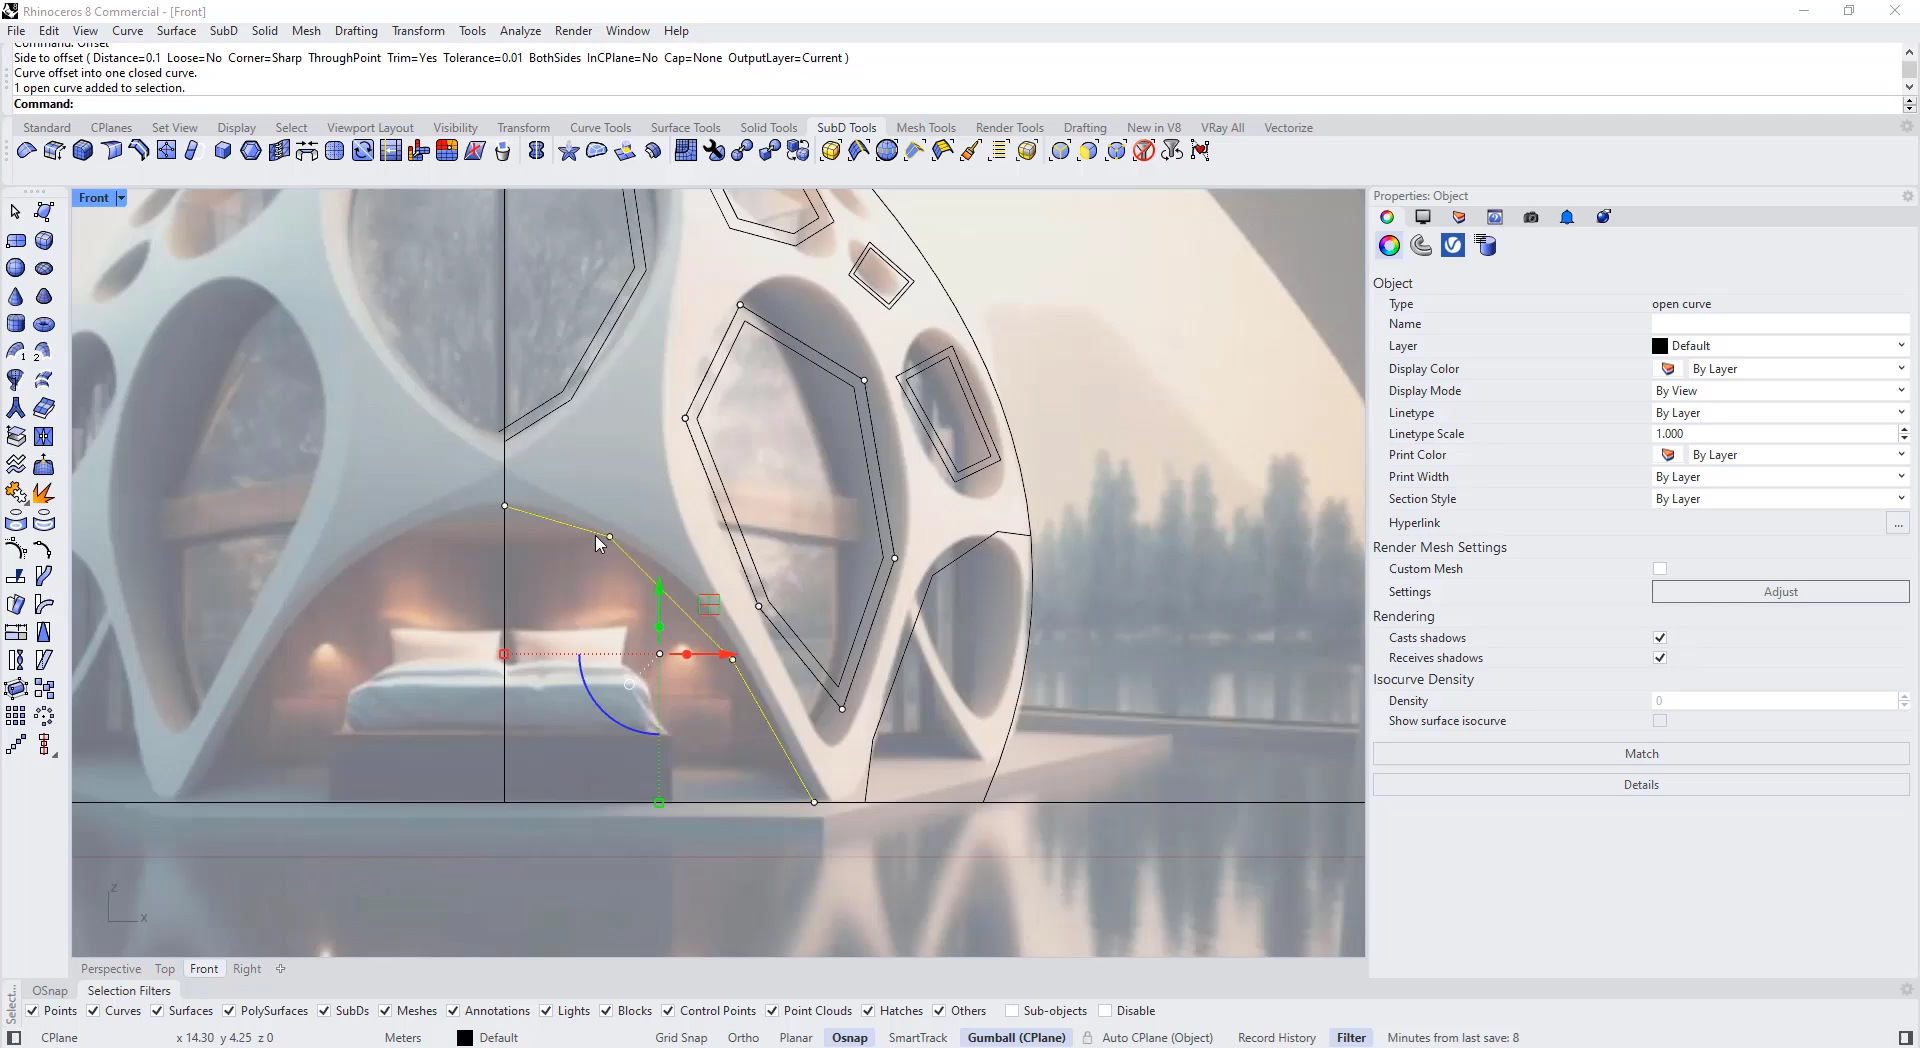 Rhinoceros 8 Commercial - [Front]
File Edit View Curve Surface SubD Solid Mesh Drafting Transform Tools Analyze Render Window Help
Command: Offset
Side to offset ( Distance=0.1 Loose=No Corner=Sharp ThroughPoint Trim=Yes Tolerance=0.01 BothSides InCPlane=No Cap=None OutputLayer=Current )
Curve offset into one closed curve.
1 open curve added to selection.
Command:
Standard CPlanes Set View Display Select Viewport Layout Visibility Transform Curve Tools Surface Tools Solid Tools SubD Tools Mesh Tools Render Tools Drafting New in V8 VRay All Vectorize
Front
Properties: Object
Object
Type open curve
Name
Layer Default
Display Color By Layer
Display Mode By View
Linetype By Layer
Linetype Scale 1.000
Print Color By Layer
Print Width By Layer
Section Style By Layer
Hyperlink ...
Render Mesh Settings
Custom Mesh
Settings Adjust
Rendering
Casts shadows
Receives shadows
Isocurve Density
Density 0
Show surface isocurve
Match
Details
z
x
Perspective Top Front Right
OSnap Selection Filters
Select...
Points Curves Surfaces PolySurfaces SubDs Meshes Annotations Lights Blocks Control Points Point Clouds Hatches Others Sub-objects Disable
CPlane x 14.30 y 4.25 z 0 Meters Default Grid Snap Ortho Planar Osnap SmartTrack Gumball (CPlane) Auto CPlane (Object) Record History Filter Minutes from last save: 8